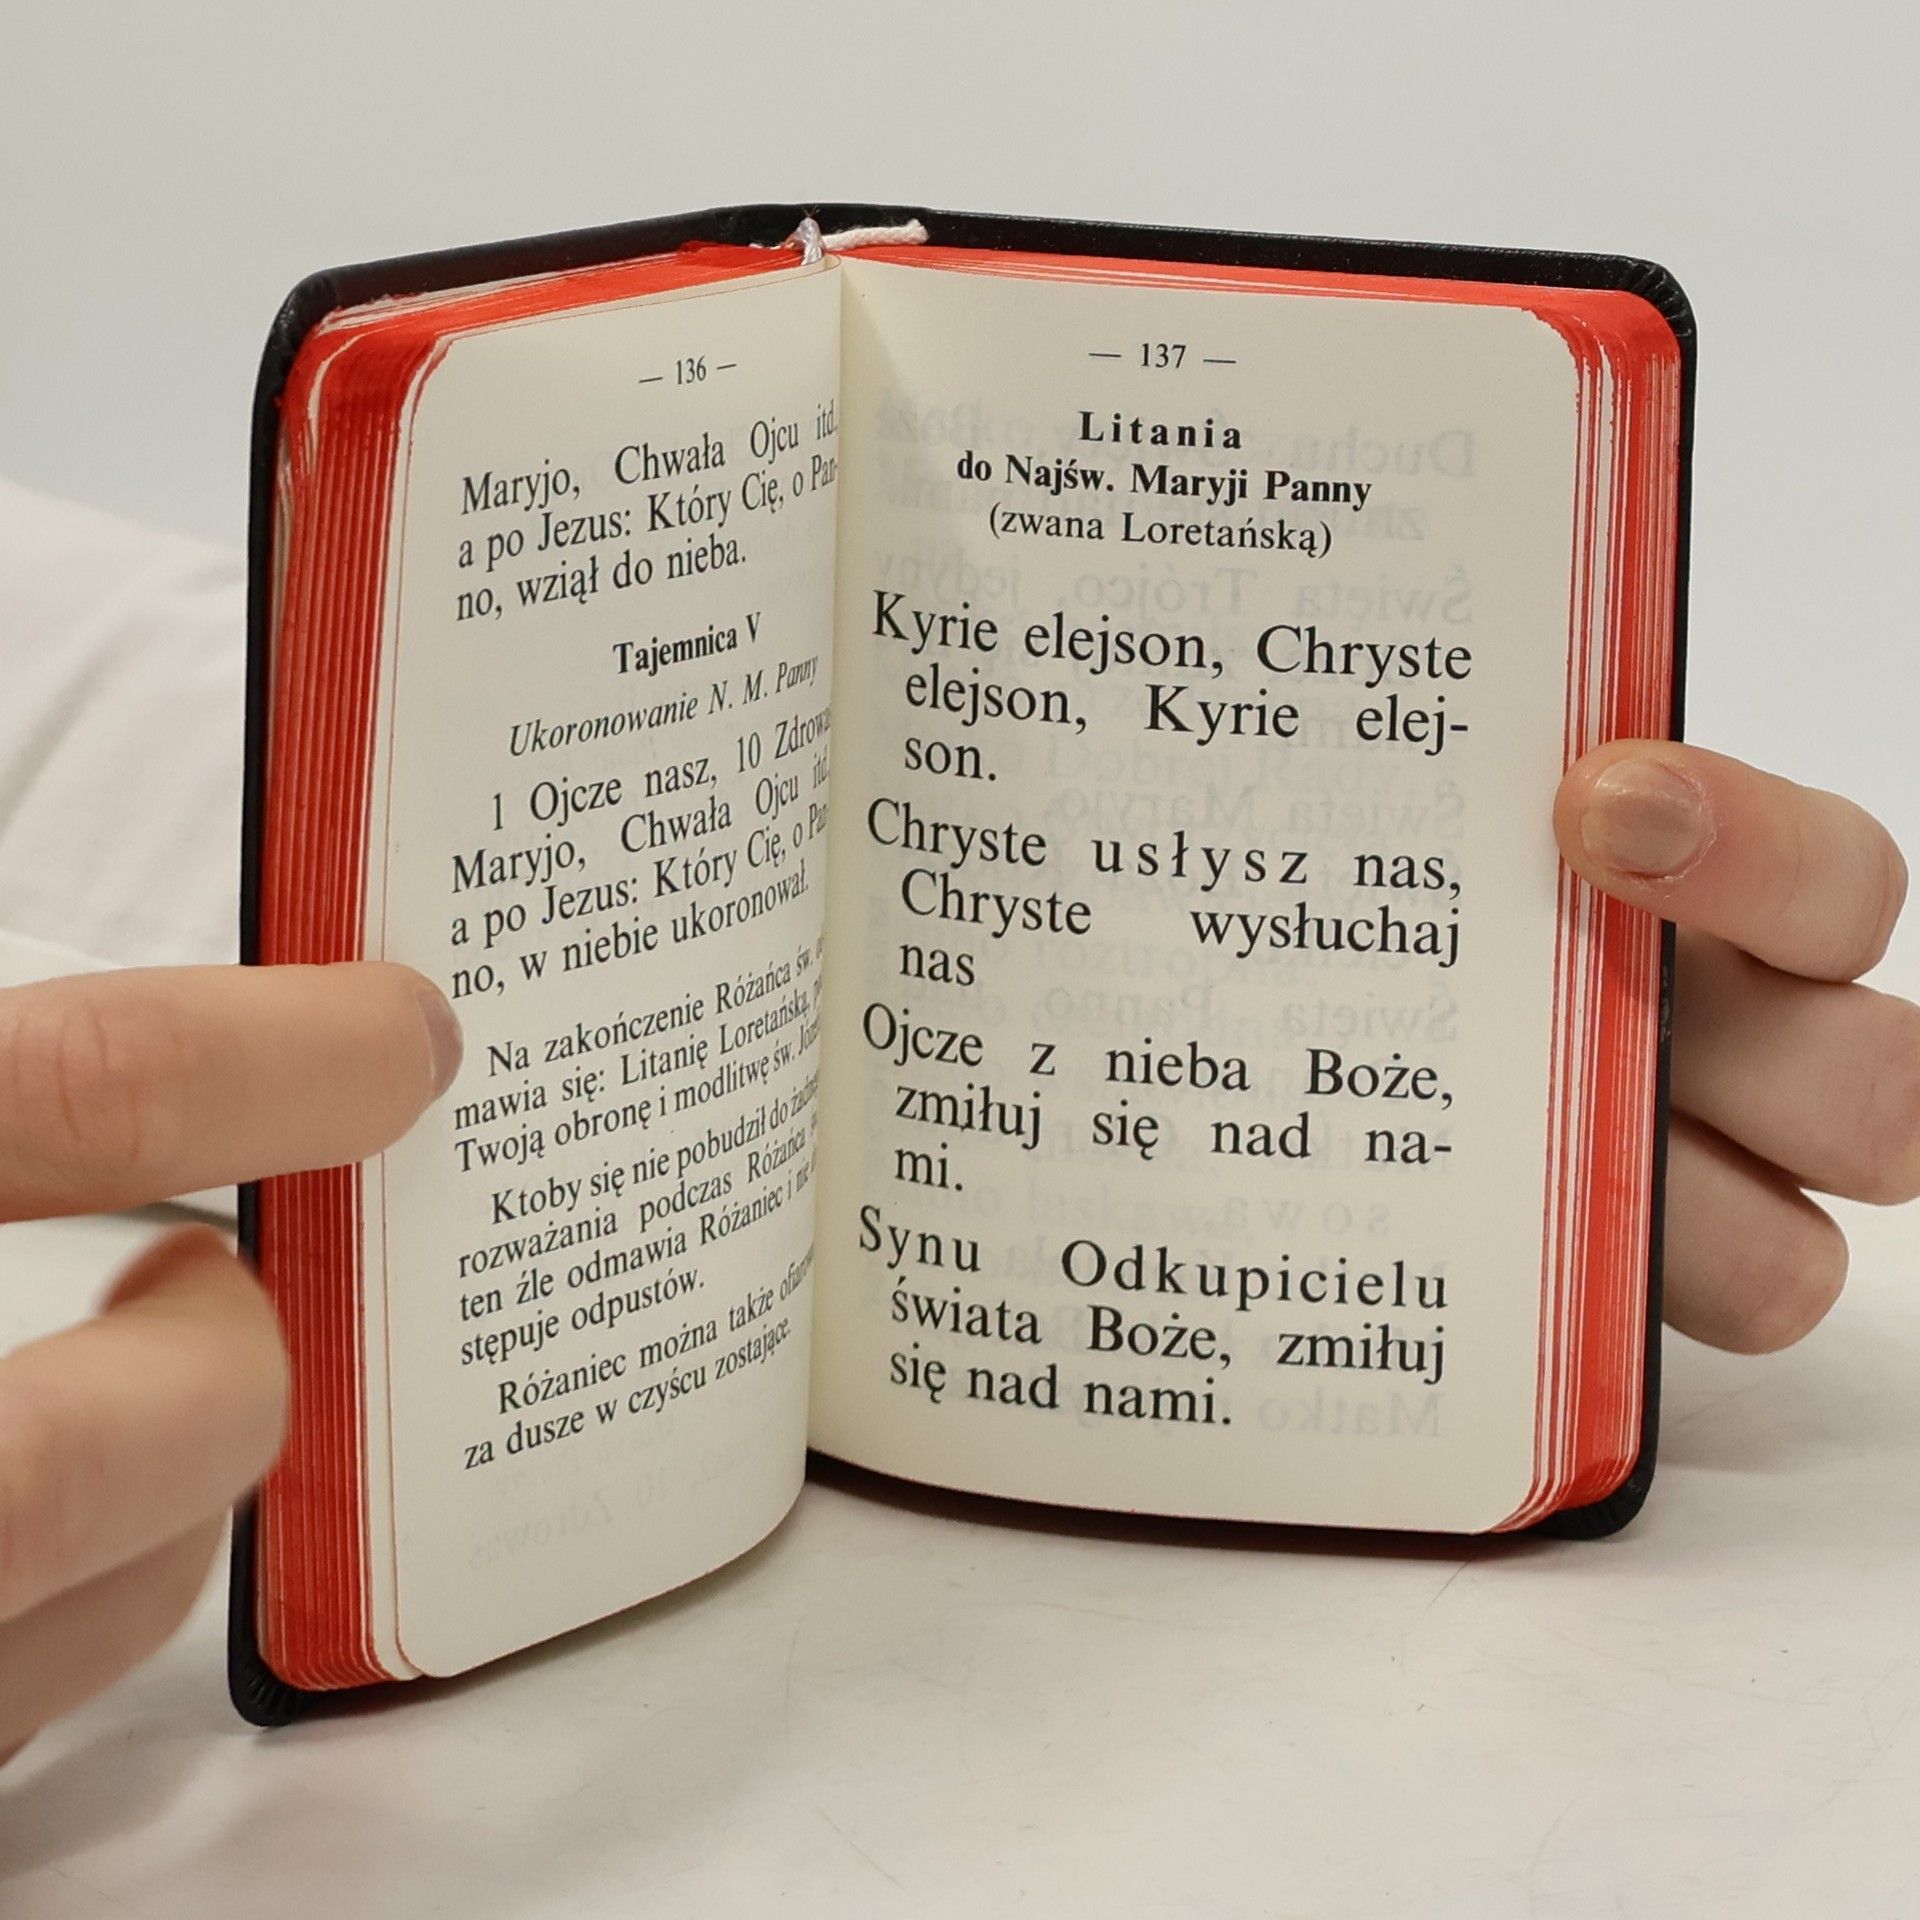 — 136 —
Maryjo, Chwała Ojcu itd.
a po Jezus: Który Cię, o Pan-
no, wziął do nieba.
Tajemnica V
Ukoronowanie N. M. Panny
1 Ojcze nasz, 10 Zdrowaś
Maryjo, Chwała Ojcu itd.
a po Jezus: Który Cię, o Pan-
no, w niebie ukoronował.
Na zakończenie Różańca św.
mawia się: Litanię Loretańską,
Twoją obronę i modlitwę św.
Ktoby się nie pobudził do
rozważania podczas Różańca
ten źle odmawia Różaniec i nie
stępuje odpustów.
Różaniec można także
za dusze w czyścu zostające.
— 137 —
Litania
do Najśw. Maryji Panny
(zwana Loretańską)
Kyrie elejson, Chryste
elejson, Kyrie elej-
son.
Chryste usłysz nas,
Chryste wysłuchaj
nas
Ojcze z nieba Boże,
zmiłuj się nad na-
mi.
Synu Odkupicielu
świata Boże, zmiłuj
się nad nami.